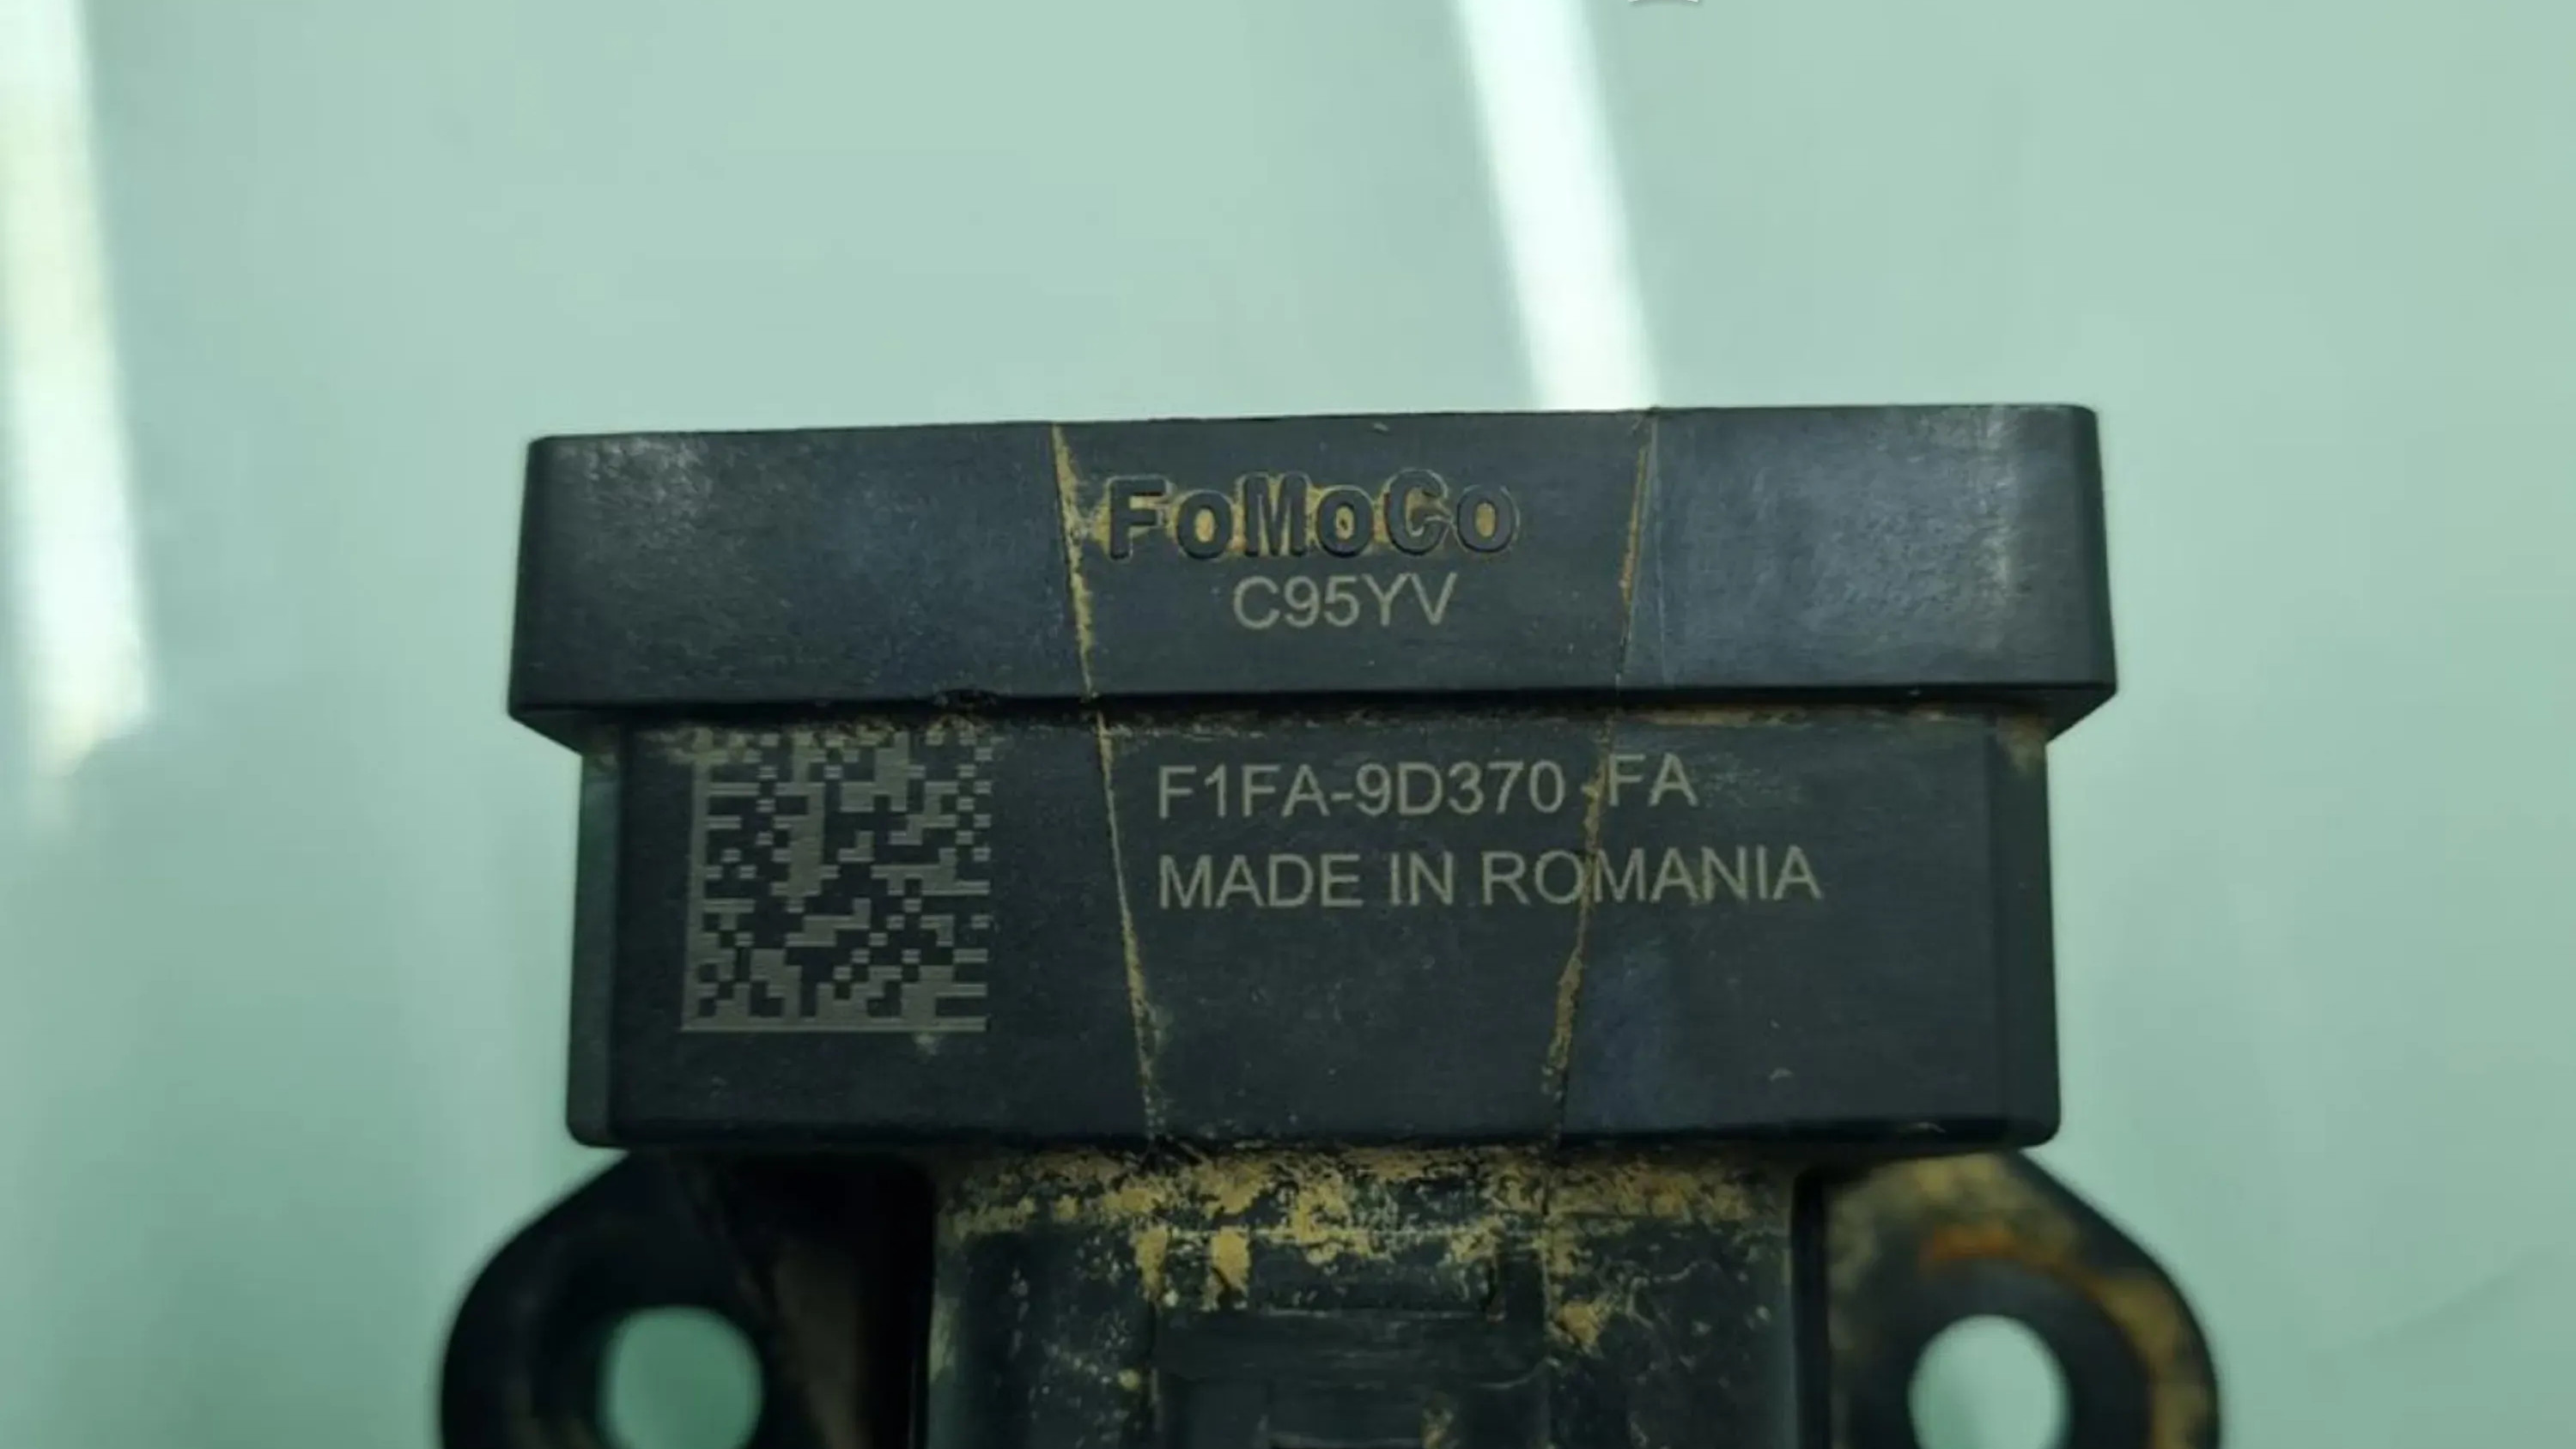 FoMoCo
C95YV
F1FA-9D370-FA
MADE IN ROMANIA